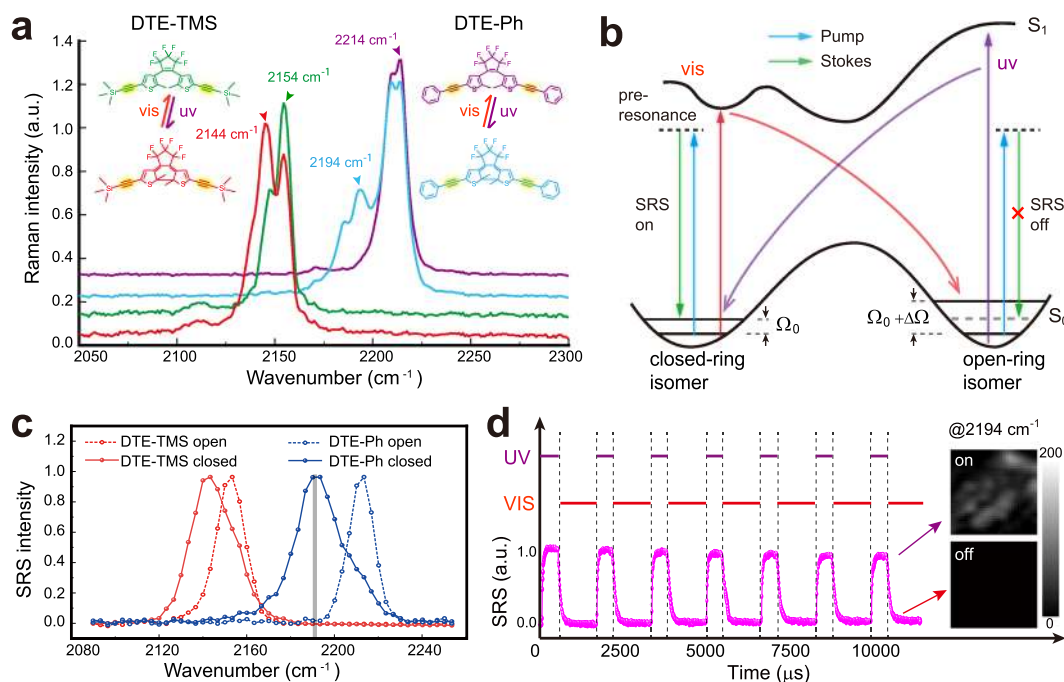 a
DTE-TMS
DTE-Ph
Raman intensity (a.u.)
1.4
1.2
1.0
0.8
0.6
0.4
0.2
0.0
2144 cm⁻¹
2154 cm⁻¹
2194 cm⁻¹
2214 cm⁻¹
vis
uv
vis
uv
F F F F F F
S S
Si Si
F F F F F F
S S
Si Si
F F F F F F
S S
F F F F F F
S S
2050
2100
2150
2200
2250
2300
Wavenumber (cm⁻¹)
b
Pump
Stokes
S₁
vis
uv
pre-
resonance
SRS
on
SRS
off
Ω₀
Ω₀ +ΔΩ
closed-ring
isomer
open-ring
isomer
c
DTE-TMS open
DTE-Ph open
DTE-TMS closed
DTE-Ph closed
SRS intensity
1.2
1.0
0.8
0.6
0.4
0.2
0.0
2080
2120
2160
2200
2240
Wavenumber (cm⁻¹)
d
UV
VIS
SRS (a.u.)
1.0
0.0
0
2500
5000
7500
10000
Time (μs)
@2194 cm⁻¹
on
off
200
0